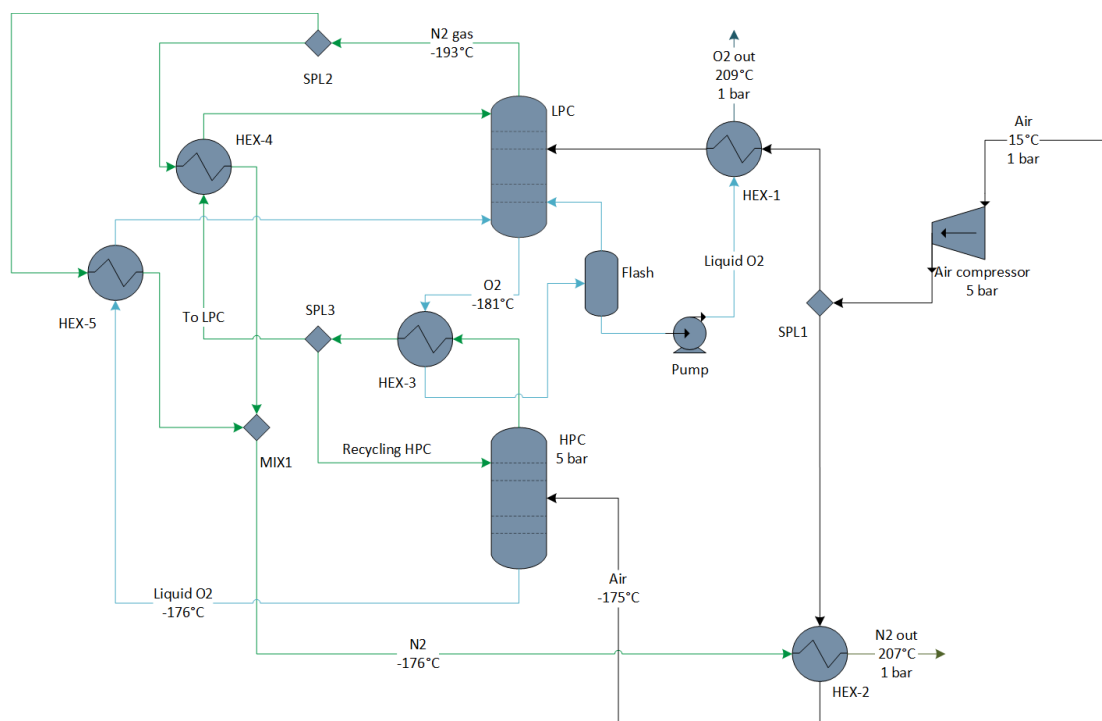 N2 gas
-193°C
SPL2
O2 out
209°C
1 bar
LPC
Air
15°C
1 bar
HEX-4
HEX-1
Flash
Liquid O2
Air compressor
5 bar
O2
-181°C
HEX-5
To LPC
SPL3
SPL1
HEX-3
Pump
HPC
5 bar
Recycling HPC
MIX1
Air
-175°C
Liquid O2
-176°C
N2
-176°C
N2 out
207°C
1 bar
HEX-2